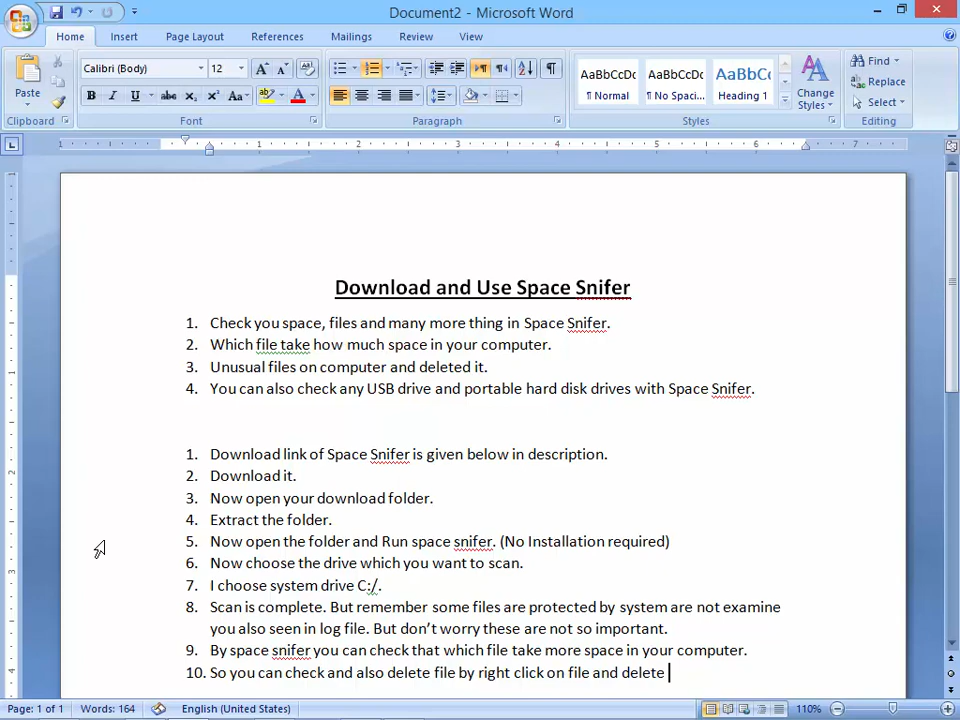 Document2 - Microsoft Word
Home Insert Page Layout References Mailings Review View
Paste
Calibri (Body) 12
Find
Replace
Select
AaBbCcDc AaBbCcDc AaBbC
¶ Normal ¶ No Spaci... Heading 1
Change Styles
Clipboard Font Paragraph Styles Editing
1 1 2 3 4 5 6 7
Download and Use Space Snifer
1. Check you space, files and many more thing in Space Snifer.
2. Which file take how much space in your computer.
3. Unusual files on computer and deleted it.
4. You can also check any USB drive and portable hard disk drives with Space Snifer.
1. Download link of Space Snifer is given below in description.
2. Download it.
3. Now open your download folder.
4. Extract the folder.
5. Now open the folder and Run space snifer. (No Installation required)
6. Now choose the drive which you want to scan.
7. I choose system drive C:/.
8. Scan is complete. But remember some files are protected by system are not examine
you also seen in log file. But don’t worry these are not so important.
9. By space snifer you can check that which file take more space in your computer.
10. So you can check and also delete file by right click on file and delete
Page: 1 of 1 Words: 164 English (United States) 110%